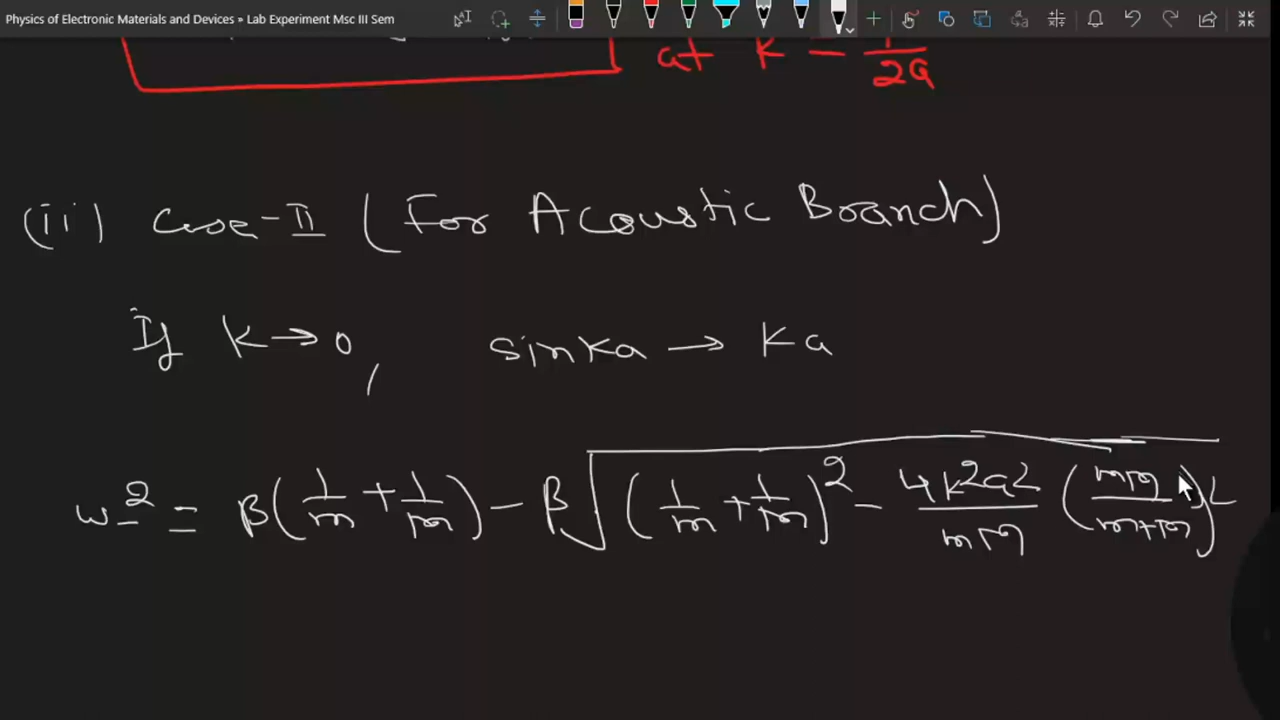 Physics of Electronic Materials and Devices » Lab Experiment Msc III Sem
at K – 1/2a
(ii) Case-II (For Acoustic Branch)
If K → 0, sinKa → Ka
ω-² = β(1/m + 1/M) – β√((1/m + 1/M)² – 4K²a²/mM (mM/m+M)²